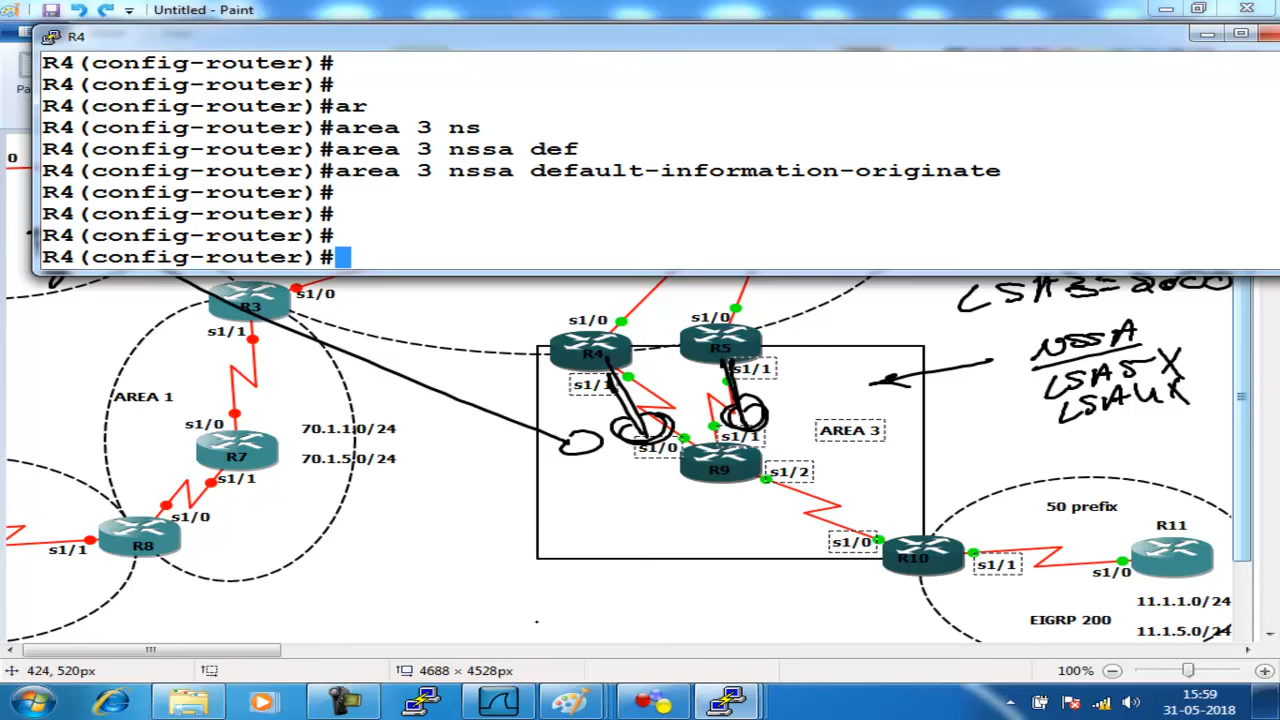 Untitled - Paint
R4
R4(config-router)#
R4(config-router)#
R4(config-router)#ar
R4(config-router)#area 3 ns
R4(config-router)#area 3 nssa def
R4(config-router)#area 3 nssa default-information-originate
R4(config-router)#
R4(config-router)#
R4(config-router)#
R4(config-router)#
Pa
0
R3
s1/0
s1/1
AREA 1
s1/0
R7
s1/1
70.1.1.0/24
70.1.5.0/24
s1/0
R8
s1/1
s1/0
R4
s1/1
s1/0
R5
s1/1
s1/0
s1/1
R9
s1/2
AREA 3
s1/0
R10
s1/1
LSA3=2000
NSSA
LSA5 X
LSA4 X
50 prefix
R11
s1/0
11.1.1.0/24
EIGRP 200
11.1.5.0/24
424, 520px
4688 × 4528px
100%
15:59
31-05-2018